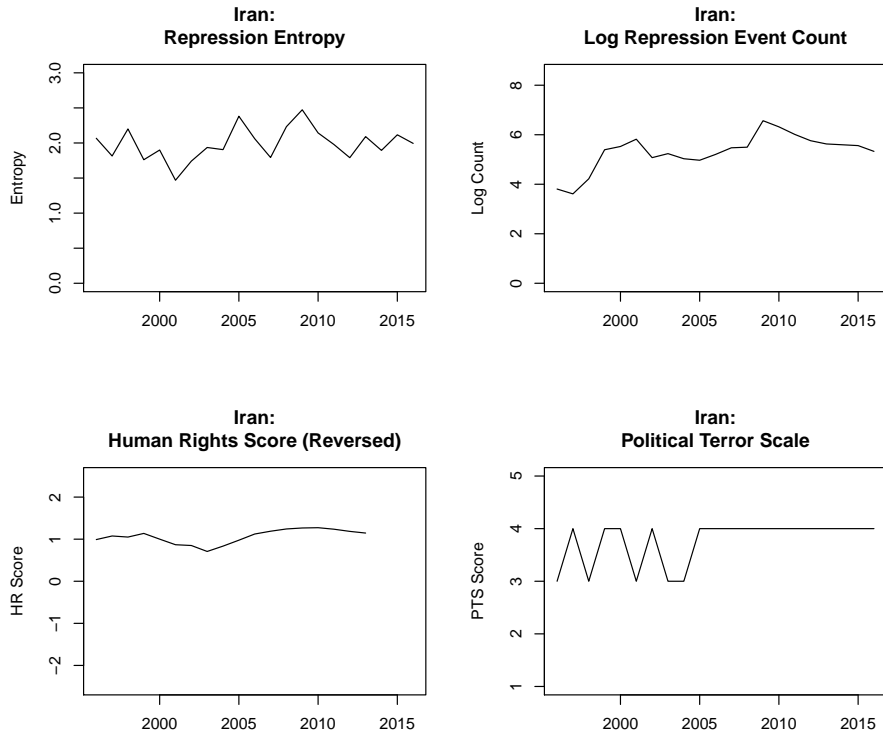 Iran:
Repression Entropy
Entropy
3.0
2.0
1.0
0.0
2000 2005 2010 2015
Iran:
Log Repression Event Count
Log Count
8
6
4
2
0
2000 2005 2010 2015
Iran:
Human Rights Score (Reversed)
HR Score
2
1
0
−1
−2
2000 2005 2010 2015
Iran:
Political Terror Scale
PTS Score
5
4
3
2
1
2000 2005 2010 2015